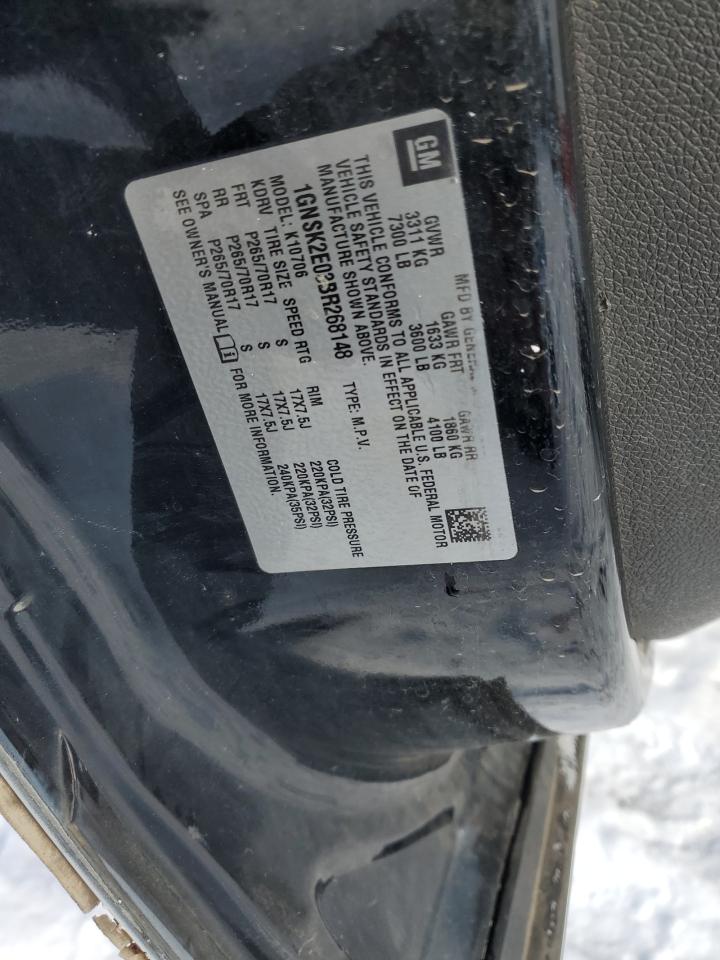 GM
MFD BY GENERAL
GVWR GAWR FRT GAWR RR
3311 KG 1633 KG 1860 KG
7300 LB 3600 LB 4100 LB
THIS VEHICLE CONFORMS TO ALL APPLICABLE U.S. FEDERAL MOTOR
VEHICLE SAFETY STANDARDS IN EFFECT ON THE DATE OF
MANUFACTURE SHOWN ABOVE.
1GNSK2E03BR268148 TYPE: M.P.V.
MODEL: K10706
KDRV TIRE SIZE SPEED RTG RIM COLD TIRE PRESSURE
FRT P265/70R17 S 17X7.5J 220KPA(32PSI)
RR P265/70R17 S 17X7.5J 220KPA(32PSI)
SPA P265/70R17 S 17X7.5J 240KPA(35PSI)
SEE OWNER'S MANUAL FOR MORE INFORMATION.